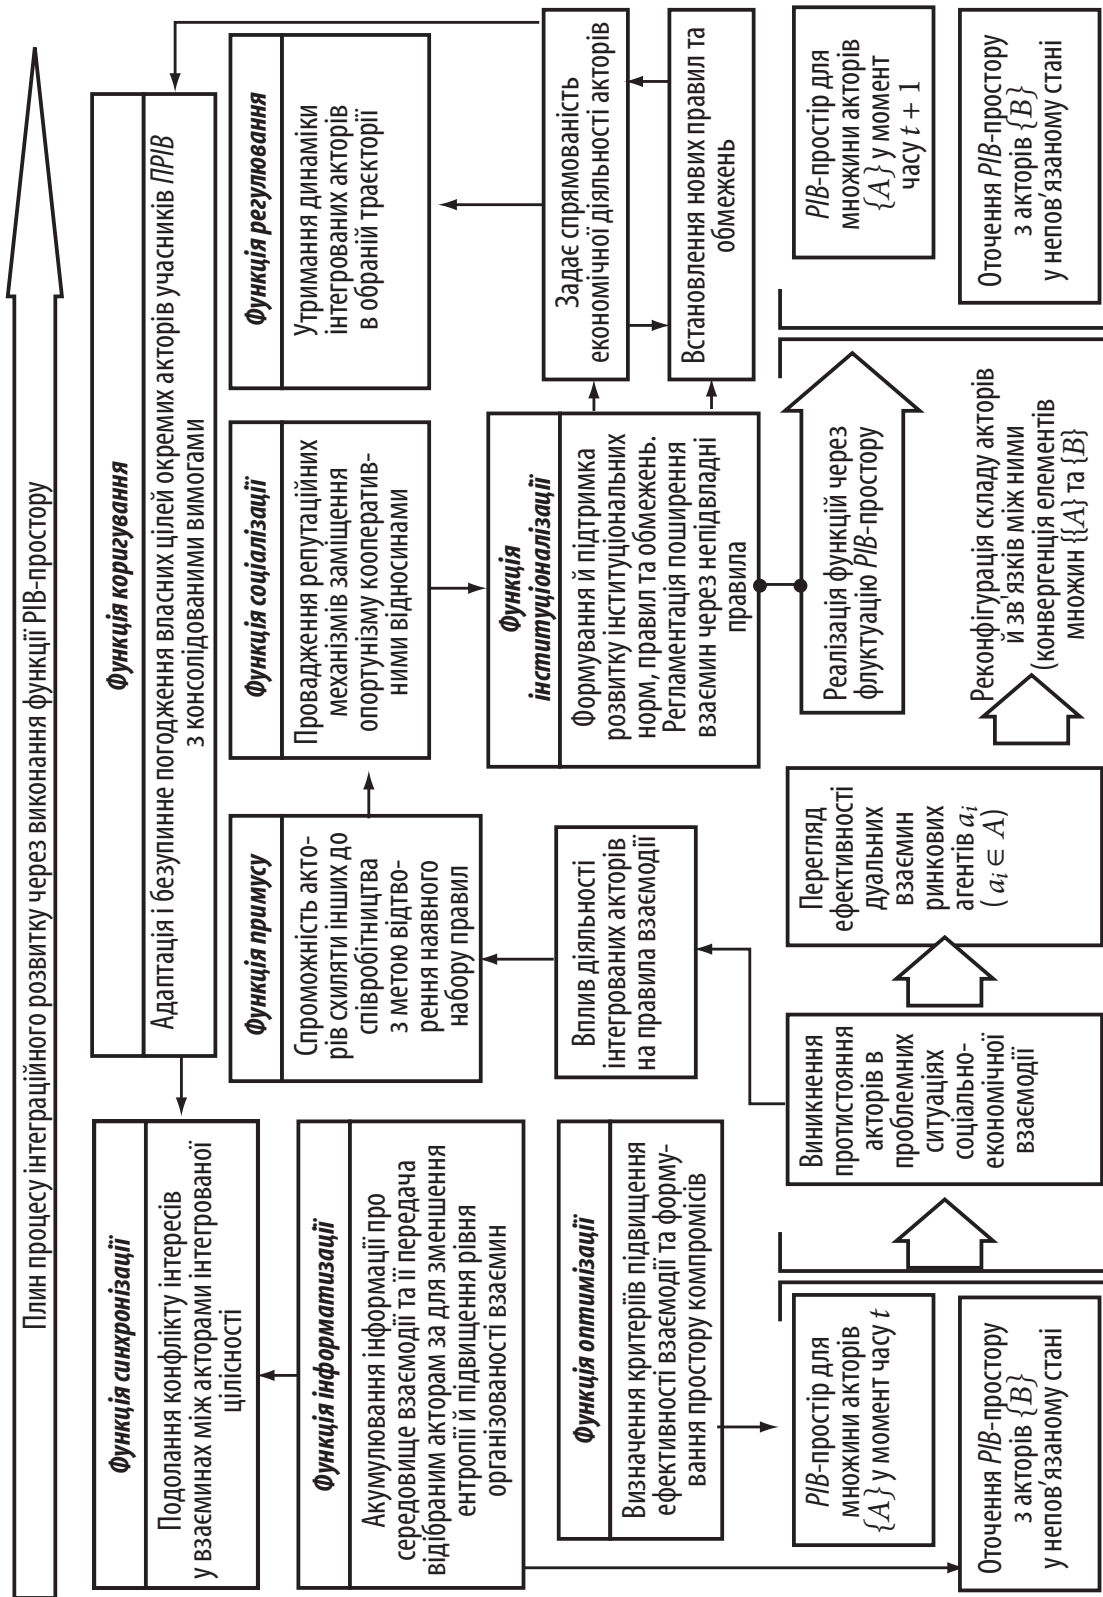 Плин процесу інтеграційного розвитку через виконання функції РІВ-простору
Функція синхронізації
Подолання конфлікту інтересів
у взаєминах між акторами інтегрованої
цілісності
Функція коригування
Адаптація і безупинне погодження власних цілей окремих акторів учасників ПРІВ
з консолідованими вимогами
Функція інформатизації
Акумулювання інформації про
середовище взаємодії та її передача
відібраним акторам за для зменшення
ентропії й підвищення рівня
організованості взаємин
Функція примусу
Спроможність акто-
рів схиляти інших до
співробітництва
з метою відтво-
рення наявного
набору правил
Функція соціалізації
Провадження репутаційних
механізмів заміщення
опортунізму кооператив-
ними відносинами
Функція регулювання
Утримання динаміки
інтегрованих акторів
в обраній траєкторії
Функція оптимізації
Визначення критеріїв підвищення
ефективності взаємодії та форму-
вання простору компромісів
Вплив діяльності
інтегрованих акторів
на правила взаємодії
Функція
інституціоналізації
Формування й підтримка
розвитку інституціональних
норм, правил та обмежень.
Регламентація поширення
взаємин через непідвладні
правила
Задає спрямованість
економічної діяльності акторів
Встановлення нових правил та
обмежень
РІВ-простір для
множини акторів
{A} у момент часу t
Оточення РІВ-простору
з акторів {B}
у непов'язаному стані
Виникнення
протистояння
акторів в
проблемних
ситуаціях
соціально-
економічної
взаємодії
Перегляд
ефективності
дуальних
взаємин
ринкових
агентів aᵢ
( aᵢ ∈ A)
Реалізація функцій через
флуктуацію РІВ-простору
Реконфігурація складу акторів
й зв'язків між ними
(конвергенція елементів
множин {{A} та {B}
РІВ-простір для
множини акторів
{A} у момент
часу t + 1
Оточення РІВ-простору
з акторів {B}
у непов'язаному стані